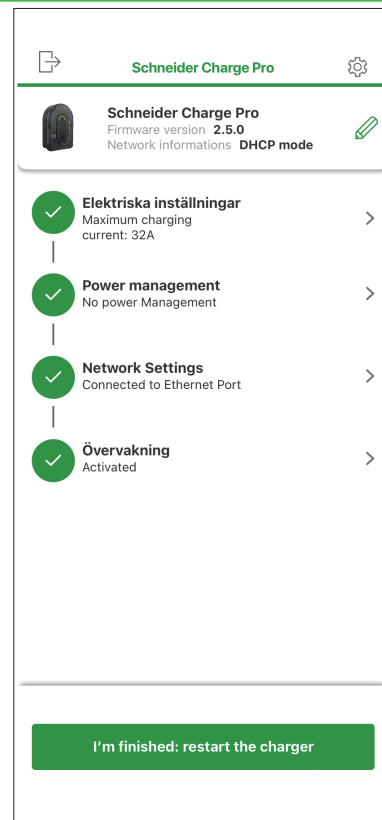 Schneider Charge Pro
Schneider Charge Pro
Firmware version 2.5.0
Network informations DHCP mode
Elektriska inställningar
Maximum charging
current: 32A
Power management
No power Management
Network Settings
Connected to Ethernet Port
Övervakning
Activated
I'm finished: restart the charger